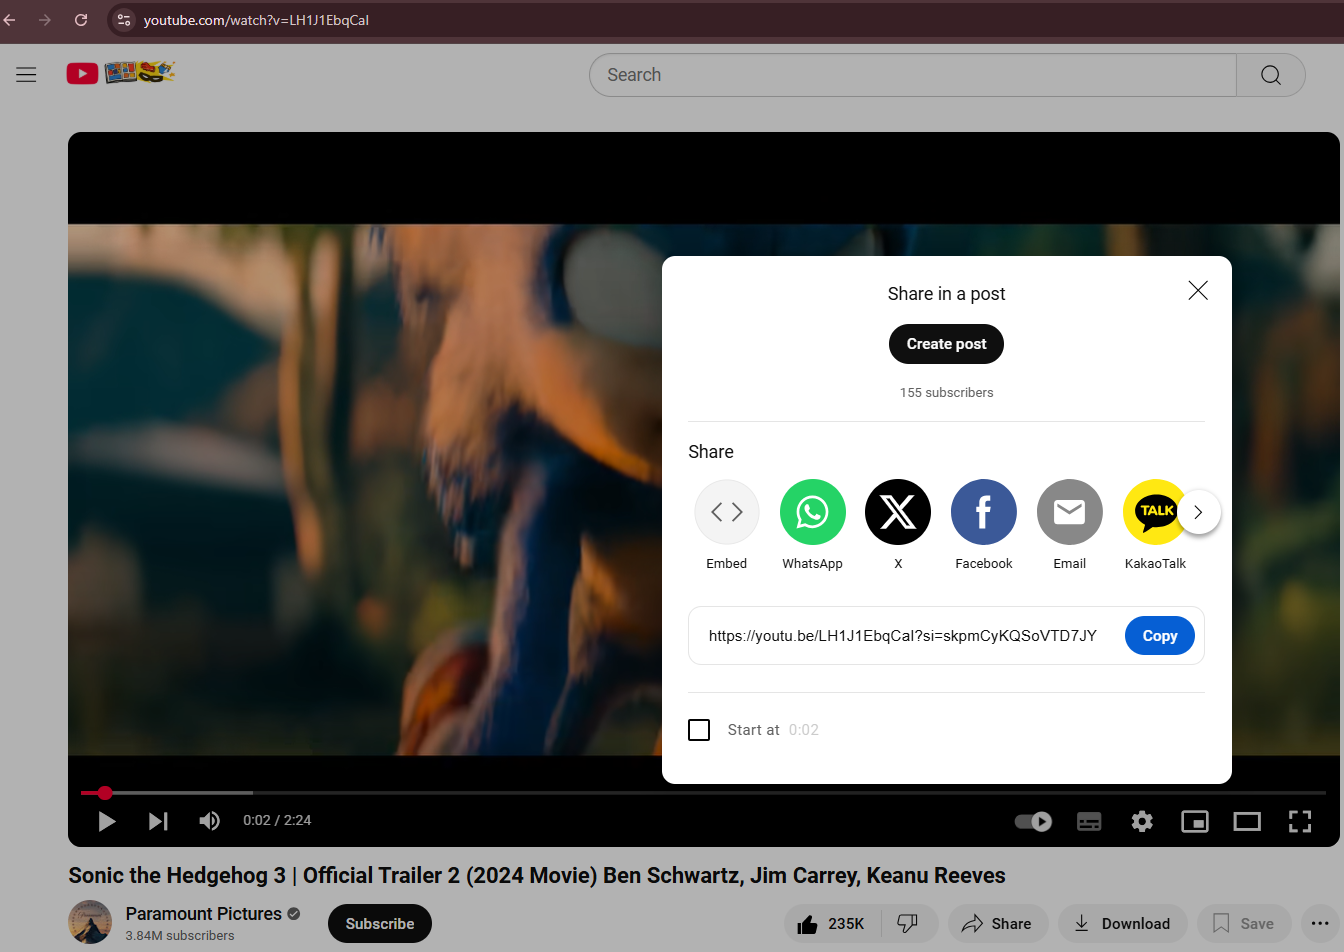 youtube.com/watch?v=LH1J1EbqCaI
Search
Share in a post
Create post
155 subscribers
Share
TALK
Embed
WhatsApp
X
Facebook
Email
KakaoTalk
https://youtu.be/LH1J1EbqCaI?si=skpmCyKQSoVTD7JY
Copy
Start at 0:02
0:02 / 2:24
Sonic the Hedgehog 3 | Official Trailer 2 (2024 Movie) Ben Schwartz, Jim Carrey, Keanu Reeves
Paramount Pictures
3.84M subscribers
Subscribe
235K
Share
Download
Save